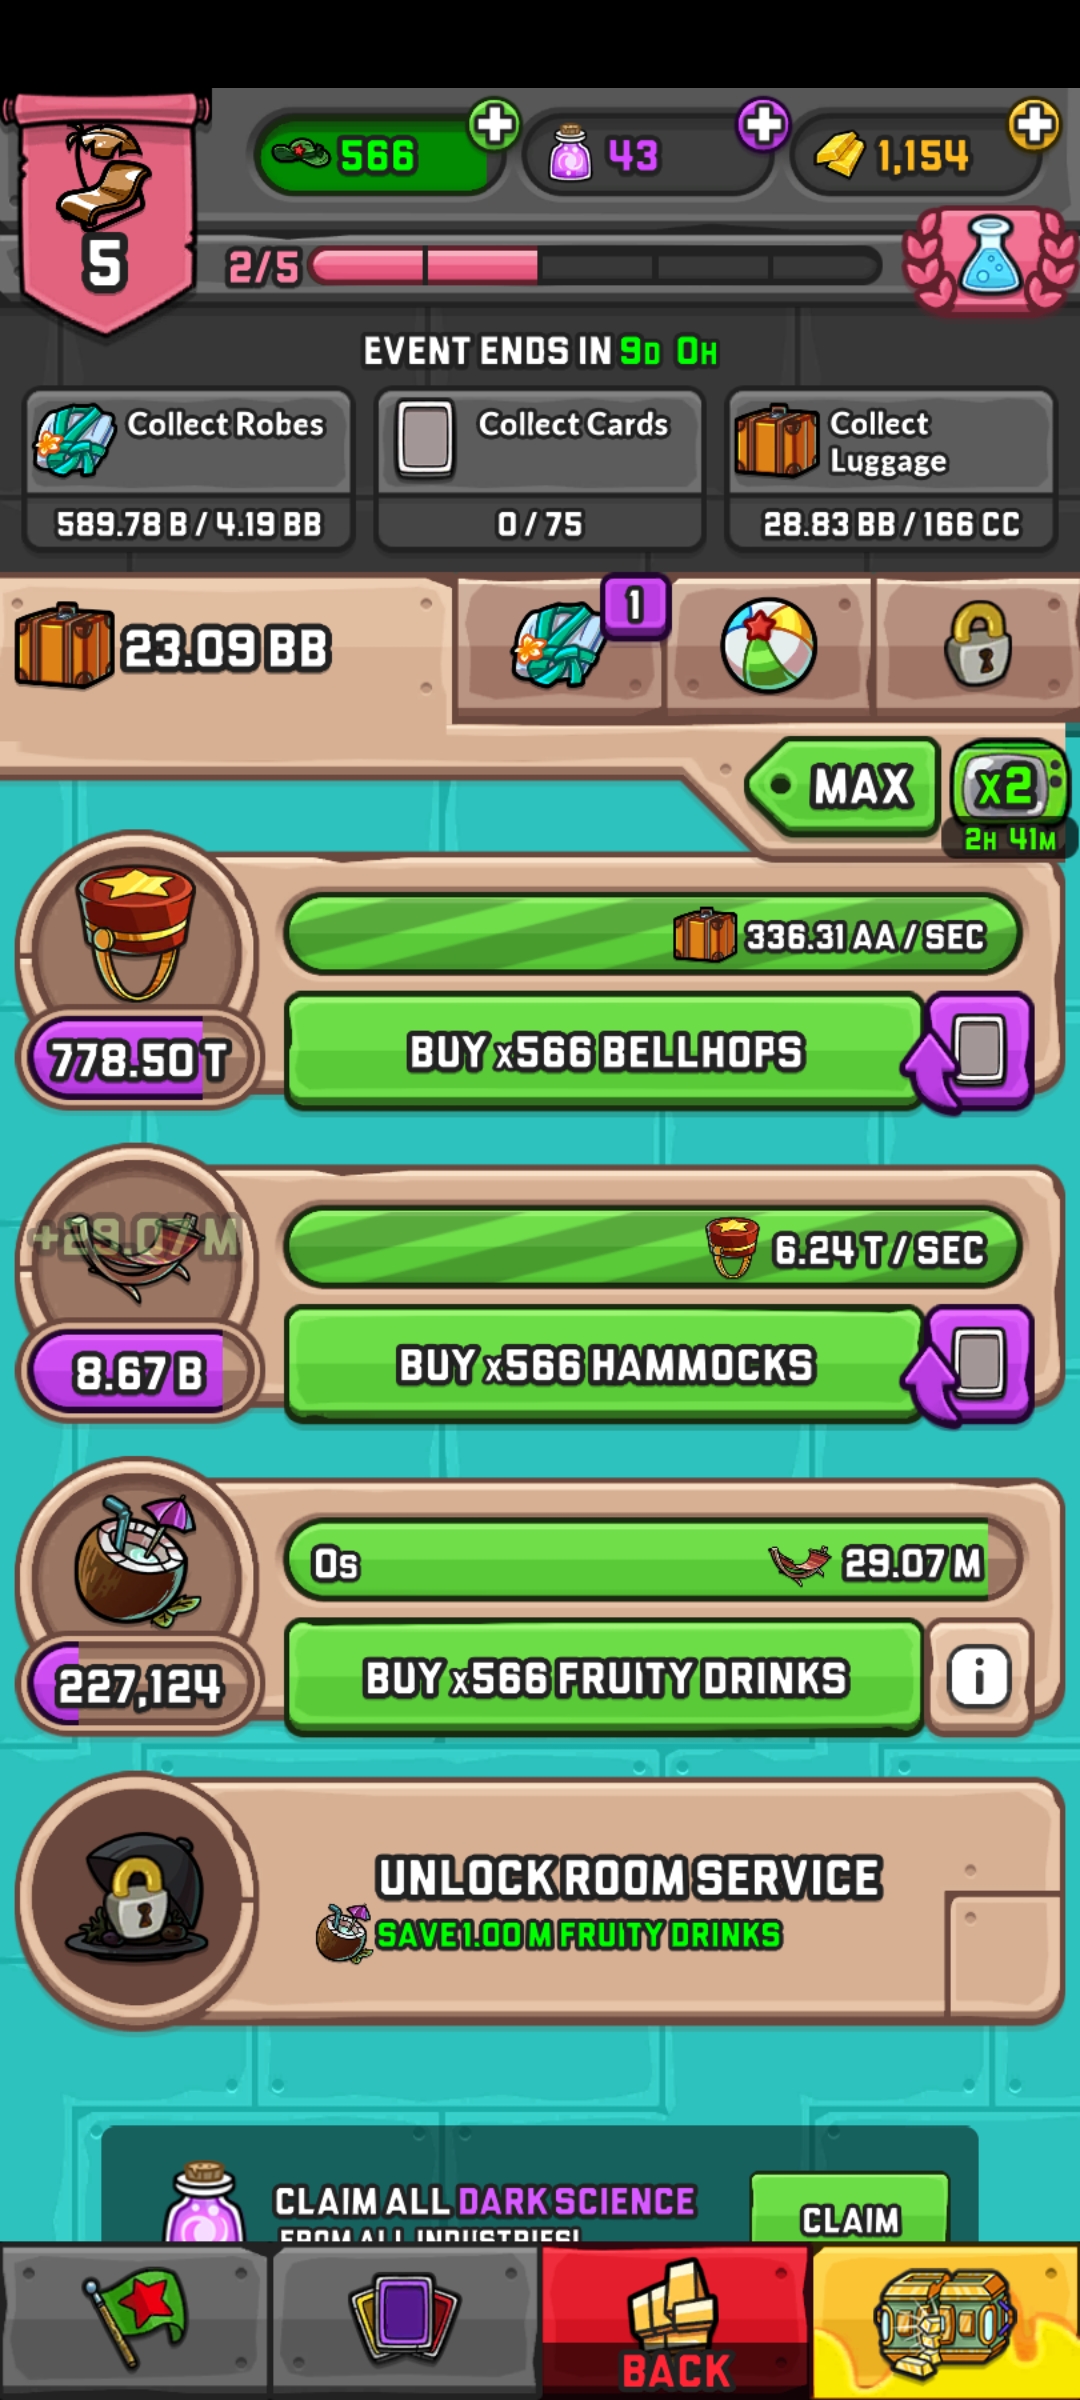 566
43
1,154
5
2/5
EVENT ENDS IN 9D 0H
Collect Robes
589.78 B / 4.19 BB
Collect Cards
0 / 75
Collect
Luggage
28.83 BB / 166 CC
23.09 BB
1
MAX
x2
2H 41M
336.31 AA / SEC
778.50 T
BUY x566 BELLHOPS
+29.07 M
6.24 T / SEC
8.67 B
BUY x566 HAMMOCKS
0s
29.07 M
227,124
BUY x566 FRUITY DRINKS
i
UNLOCK ROOM SERVICE
SAVE 1.00 M FRUITY DRINKS
CLAIM ALL DARK SCIENCE
FROM ALL INDUSTRIES!
CLAIM
BACK